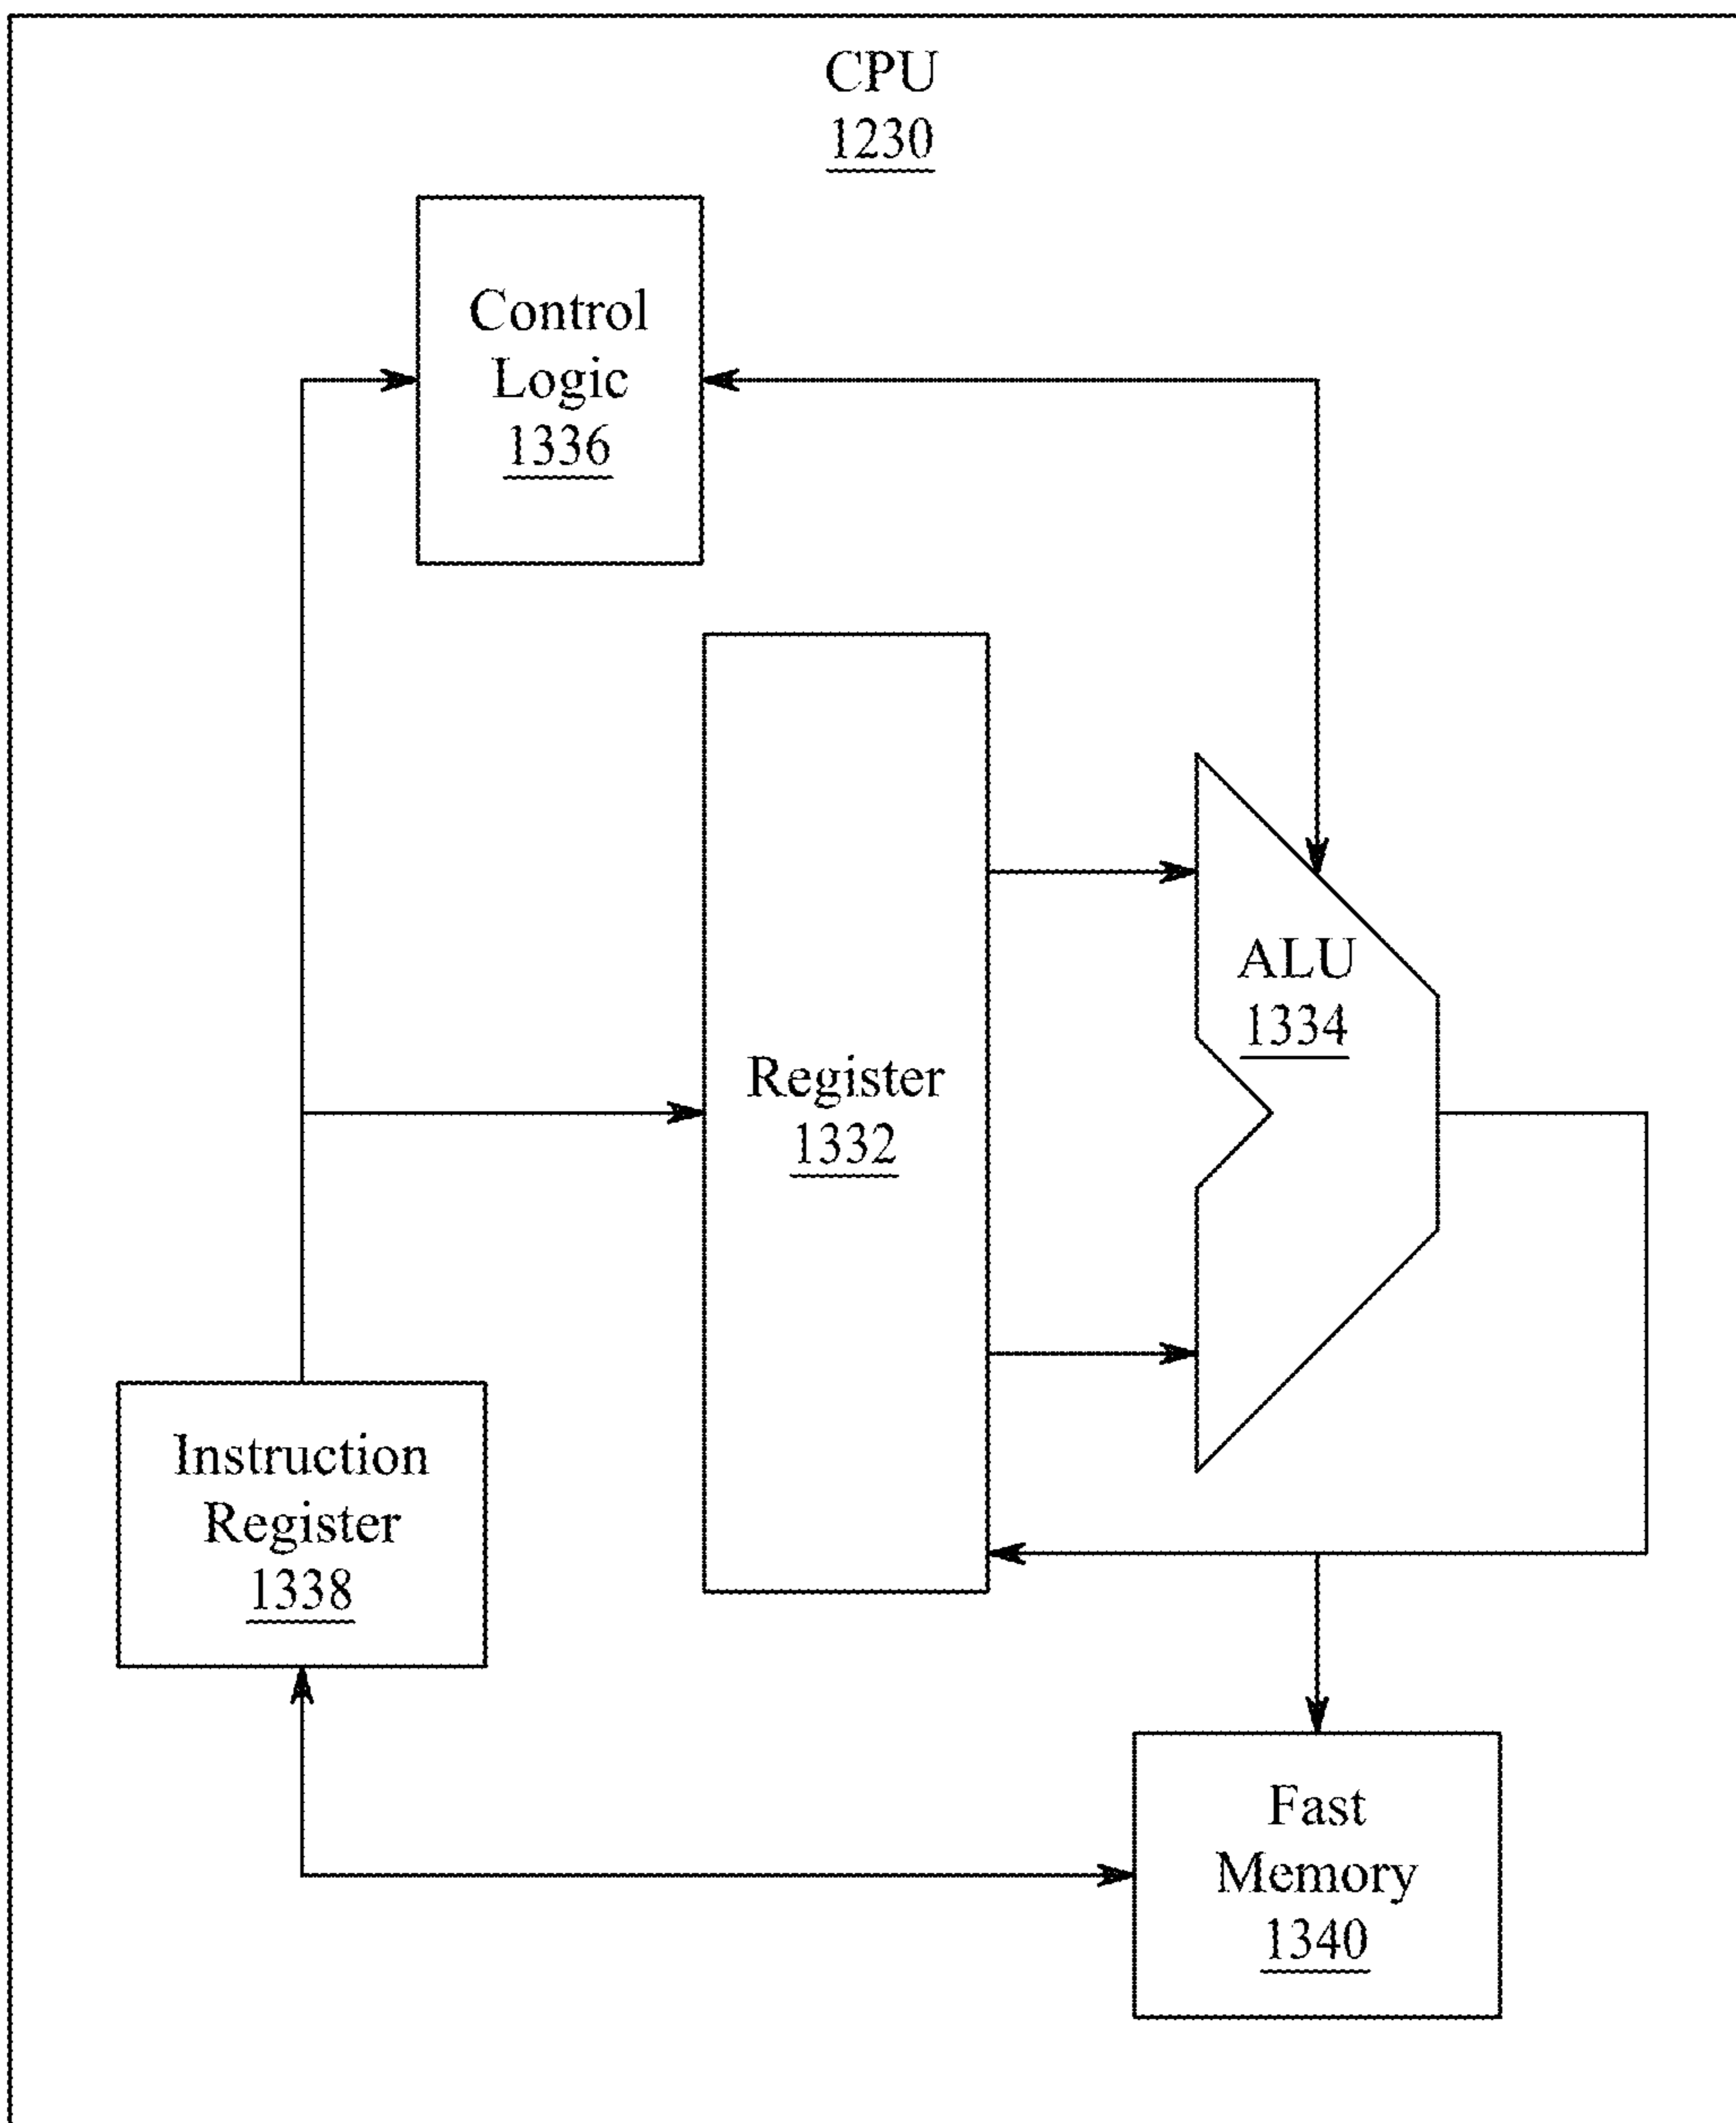 CPU
1230
Control
Logic
1336
ALU
1334
Register
1332
Instruction
Register
1338
Fast
Memory
1340